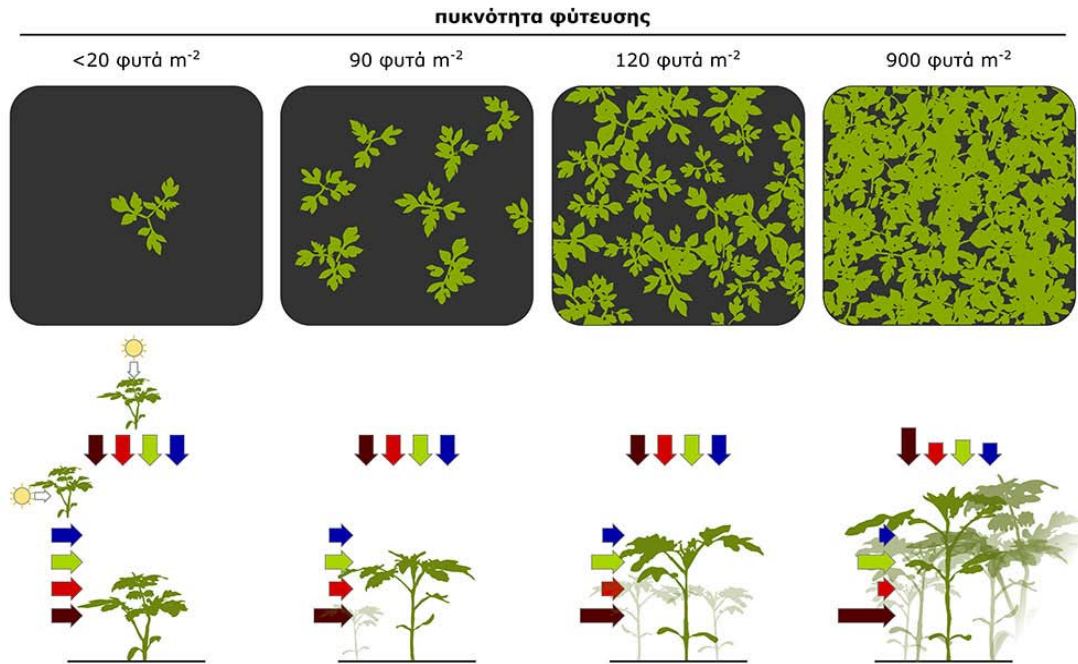 πυκνότητα φύτευσης
<20 φυτά m⁻²
90 φυτά m⁻²
120 φυτά m⁻²
900 φυτά m⁻²